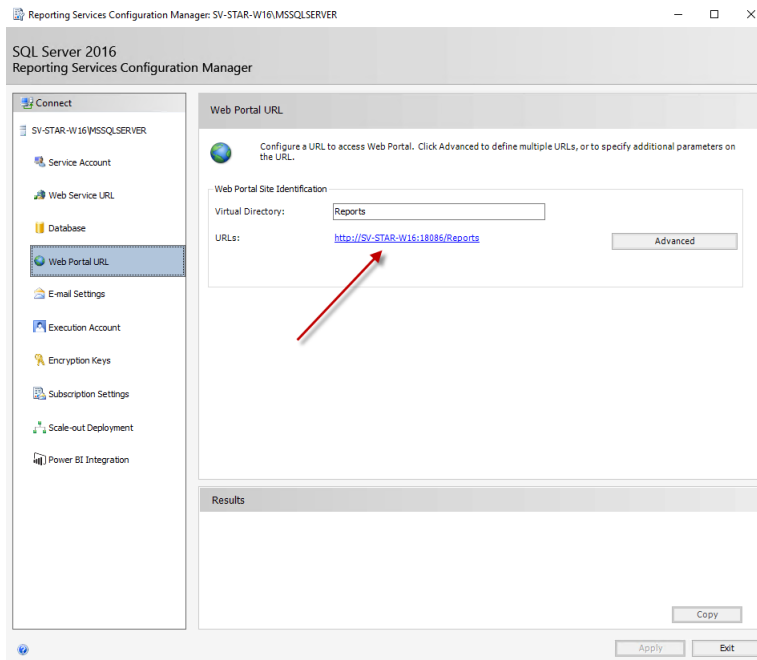 Reporting Services Configuration Manager: SV-STAR-W16\MSSQLSERVER
SQL Server 2016
Reporting Services Configuration Manager
Connect
SV-STAR-W16\MSSQLSERVER
Service Account
Web Service URL
Database
Web Portal URL
E-mail Settings
Execution Account
Encryption Keys
Subscription Settings
Scale-out Deployment
Power BI Integration
Web Portal URL
Configure a URL to access Web Portal. Click Advanced to define multiple URLs, or to specify additional parameters on
the URL.
Web Portal Site Identification
Virtual Directory:
Reports
URLs:
http://SV-STAR-W16:18086/Reports
Advanced
Results
Copy
Apply
Exit